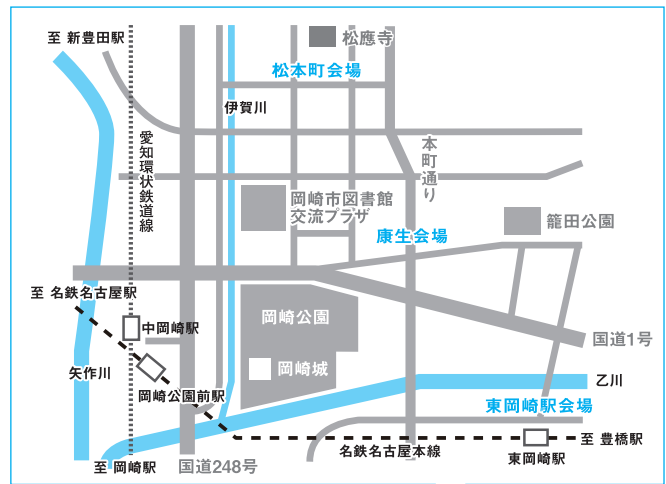 至 新豊田駅
松應寺
松本町会場
伊賀川
愛知環状鉄道線
本町通り
岡崎市図書館
交流プラザ
籠田公園
康生会場
至 名鉄名古屋駅
中岡崎駅
岡崎公園
国道1号
矢作川
岡崎城
岡崎公園前駅
乙川
東岡崎駅会場
至 岡崎駅
国道248号
名鉄名古屋本線
東岡崎駅
至 豊橋駅